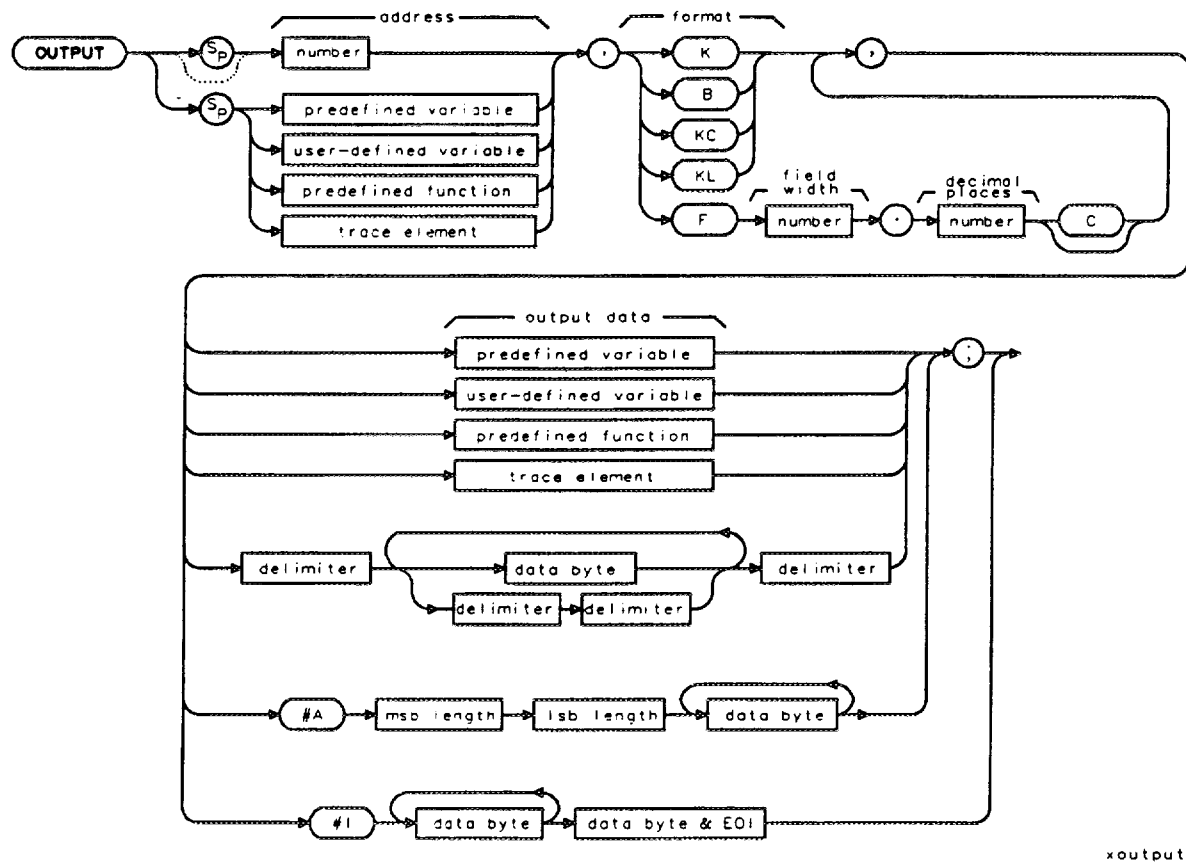 address
format
OUTPUT
Sp
number
,
K
,
Sp
predefined variable
B
user-defined variable
KC
predefined function
KL
trace element
F
field width
number
.
decimal places
number
C
output data
predefined variable
;
user-defined variable
predefined function
trace element
delimiter
data byte
delimiter
delimiter
delimiter
#A
msb length
lsb length
data byte
#I
data byte
data byte & EOI
xoutput